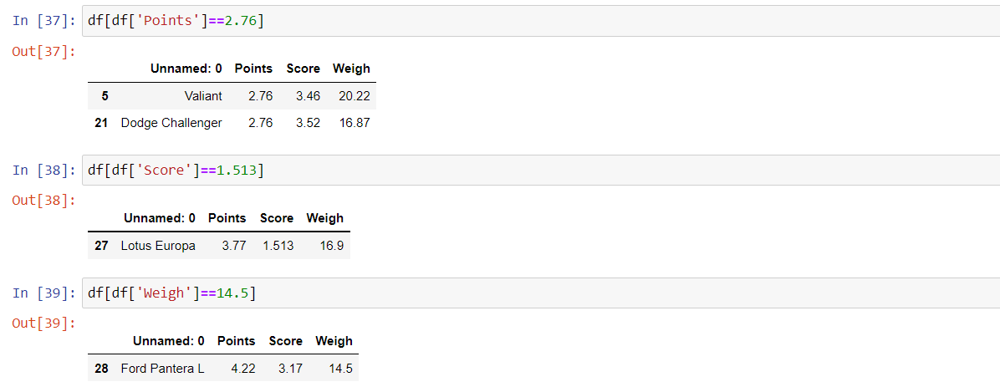 In [37]: df[df['Points']==2.76]
Out[37]:
Unnamed: 0 Points Score Weigh
5 Valiant 2.76 3.46 20.22
21 Dodge Challenger 2.76 3.52 16.87
In [38]: df[df['Score']==1.513]
Out[38]:
Unnamed: 0 Points Score Weigh
27 Lotus Europa 3.77 1.513 16.9
In [39]: df[df['Weigh']==14.5]
Out[39]:
Unnamed: 0 Points Score Weigh
28 Ford Pantera L 4.22 3.17 14.5